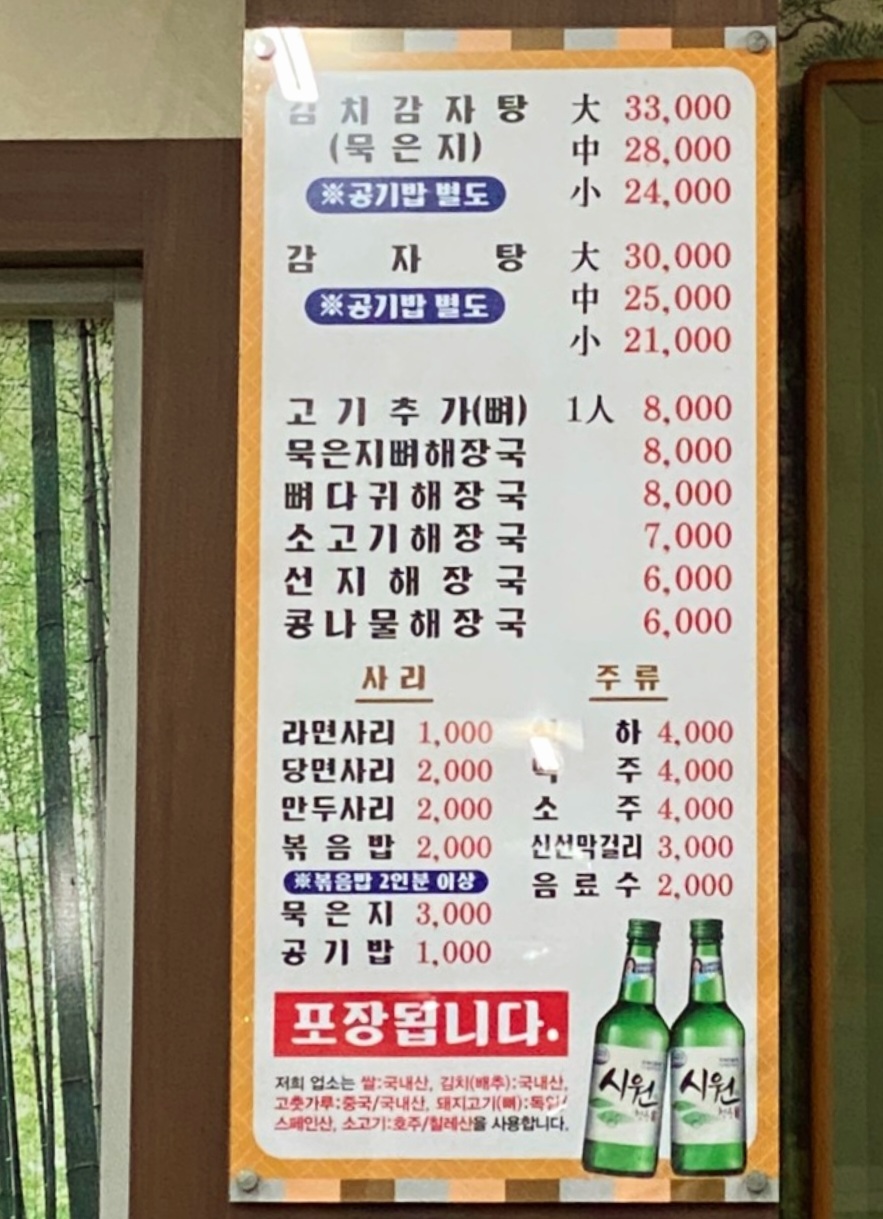 김치감자탕 大 33,000
(묵은지) 中 28,000
※공기밥 별도 小 24,000
감자탕 大 30,000
※공기밥 별도 中 25,000
小 21,000
고기추가(뼈) 1人 8,000
묵은지뼈해장국 8,000
뼈다귀해장국 8,000
소고기해장국 7,000
선지해장국 6,000
콩나물해장국 6,000
사리
라면사리 1,000
당면사리 2,000
만두사리 2,000
볶음밥 2,000
※볶음밥 2인분 이상
묵은지 3,000
공기밥 1,000
주류
하 4,000
맥주 4,000
소주 4,000
신선막걸리 3,000
음료수 2,000
포장됩니다.
저희 업소는 쌀:국내산, 김치(배추):국내산,
고춧가루:중국/국내산, 돼지고기(뼈):독일/
스페인산, 소고기:호주/칠레산을 사용합니다.
시원
시원